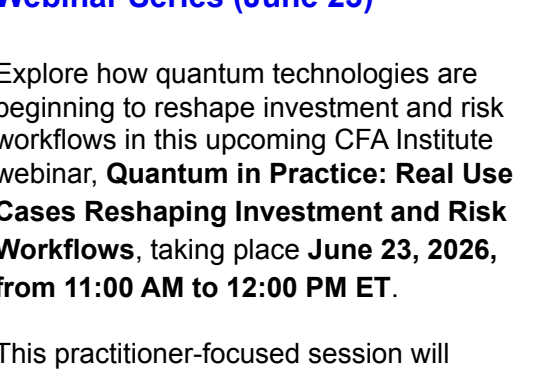 Webinar Series (June 23)
Explore how quantum technologies are
beginning to reshape investment and risk
workflows in this upcoming CFA Institute
webinar, Quantum in Practice: Real Use
Cases Reshaping Investment and Risk
Workflows, taking place June 23, 2026,
from 11:00 AM to 12:00 PM ET.
This practitioner-focused session will